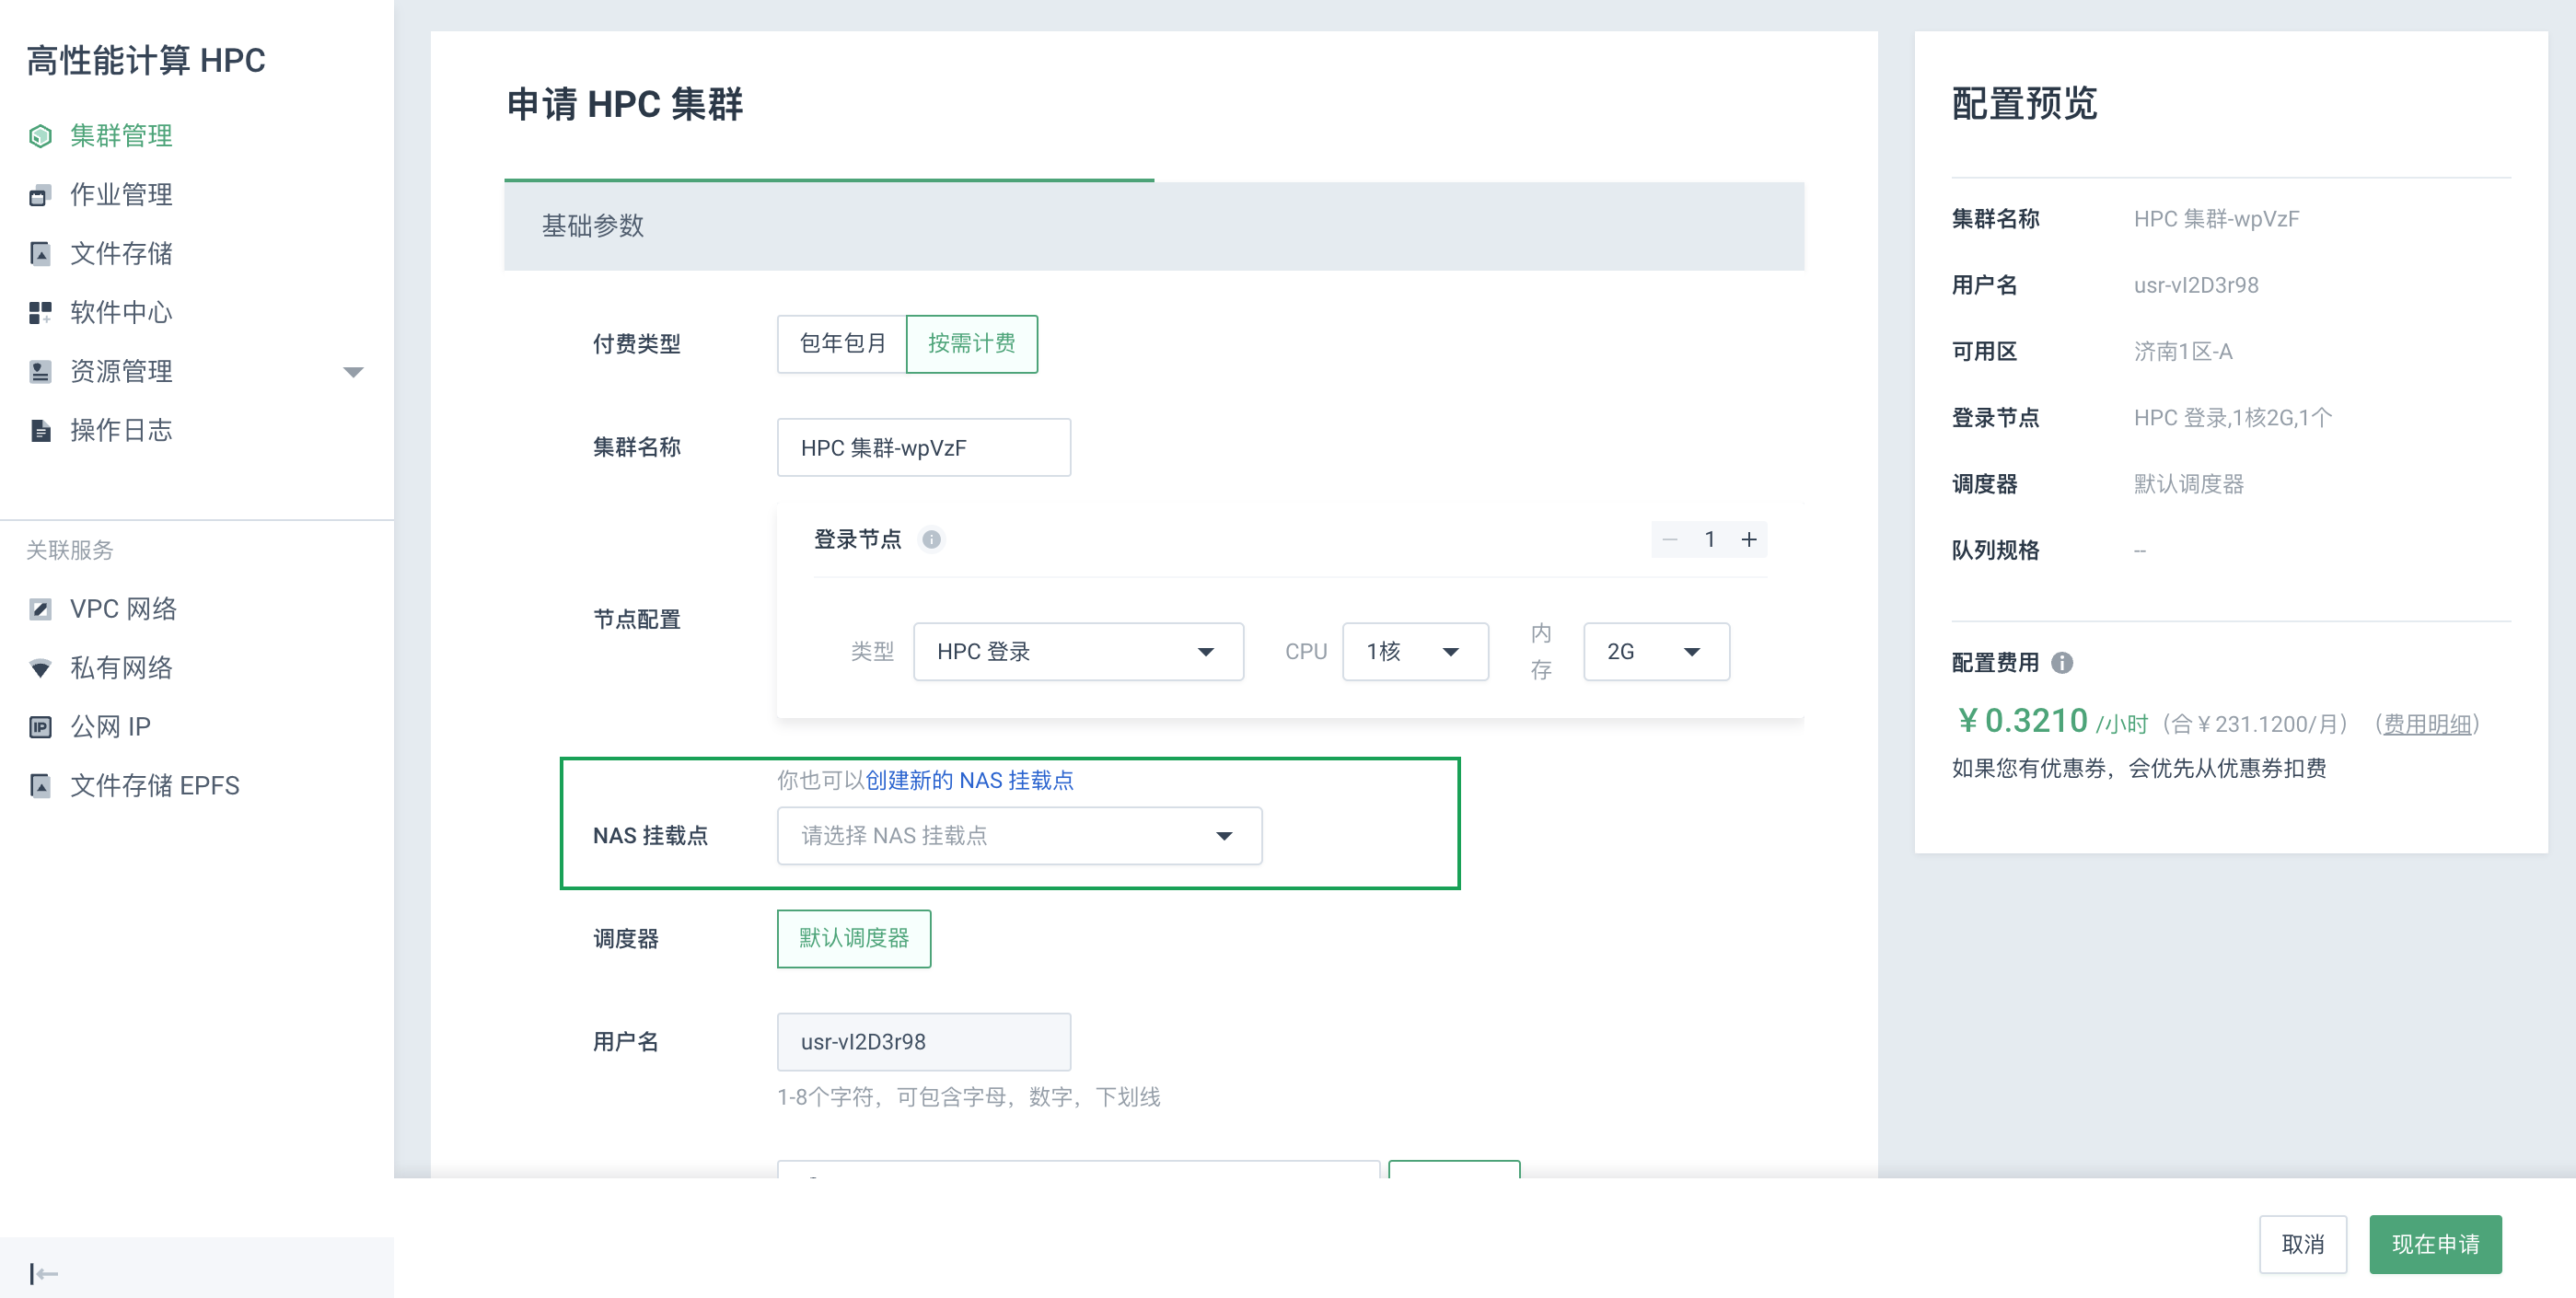 高性能计算 HPC
集群管理
作业管理
文件存储
软件中心
资源管理
操作日志
关联服务
VPC 网络
私有网络
IP 公网 IP
文件存储 EPFS
申请 HPC 集群
基础参数
付费类型 包年包月 按需计费
集群名称 HPC 集群-wpVzF
登录节点 1
节点配置
类型 HPC 登录 CPU 1核 内存 2G
你也可以创建新的 NAS 挂载点
NAS 挂载点 请选择 NAS 挂载点
调度器 默认调度器
用户名 usr-vI2D3r98
1-8个字符，可包含字母，数字，下划线
配置预览
集群名称 HPC 集群-wpVzF
用户名 usr-vI2D3r98
可用区 济南1区-A
登录节点 HPC 登录,1核2G,1个
调度器 默认调度器
队列规格 --
配置费用
¥0.3210 /小时（合¥231.1200/月）（费用明细）
如果您有优惠券，会优先从优惠券扣费
取消 现在申请